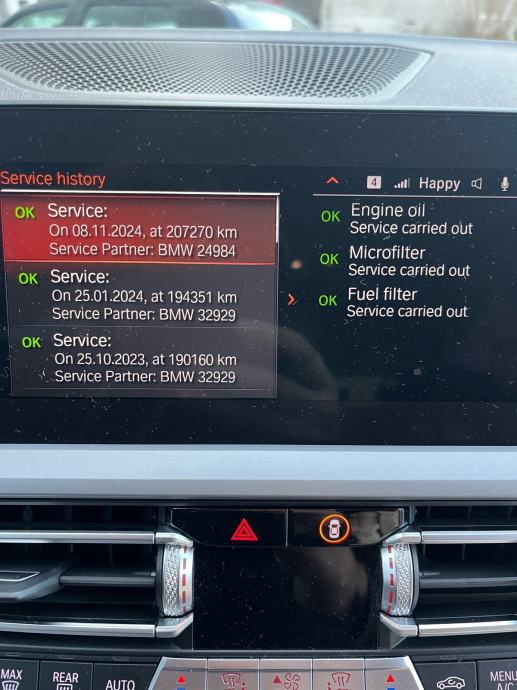 Service history
4 Happy
OK Service:
On 08.11.2024, at 207270 km
Service Partner: BMW 24984
OK Service:
On 25.01.2024, at 194351 km
Service Partner: BMW 32929
OK Service:
On 25.10.2023, at 190160 km
Service Partner: BMW 32929
OK Engine oil
Service carried out
OK Microfilter
Service carried out
OK Fuel filter
Service carried out
MAX
REAR
AUTO
MENU
A/C